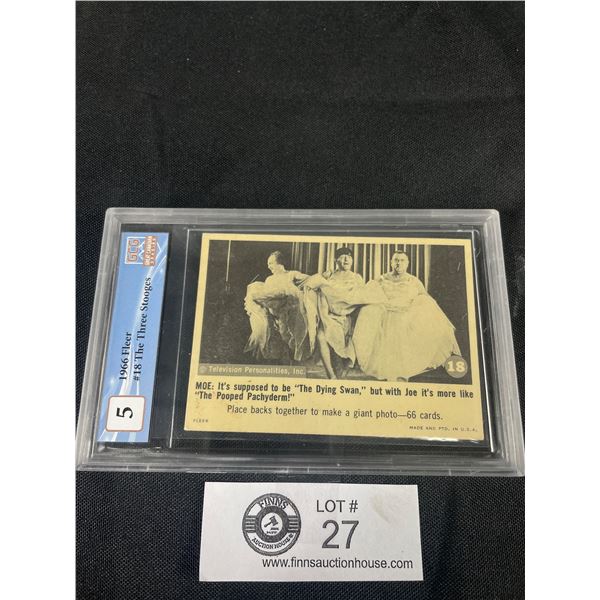 GCG
1966 Fleer
#18 The Three Stooges
5
© Television Personalities, Inc.
18
MOE: It's supposed to be "The Dying Swan," but with Joe it's more like
"The Pooped Pachyderm!"
Place backs together to make a giant photo—66 cards.
FLEER
MADE AND PTD. IN U.S.A.
FINNS
AUCTION HOUSE
LOT #
27
www.finnsauctionhouse.com